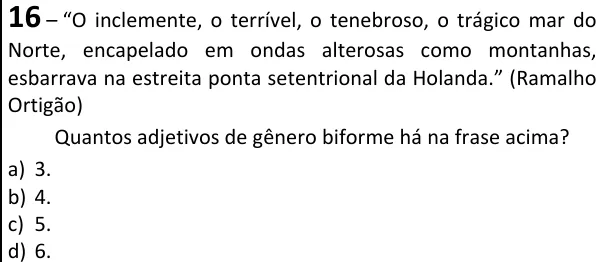 16 – “O inclemente, o terrível, o tenebroso, o trágico mar do
Norte, encapelado em ondas alterosas como montanhas,
esbarrava na estreita ponta setentrional da Holanda.” (Ramalho
Ortigão)
Quantos adjetivos de gênero biforme há na frase acima?
a) 3.
b) 4.
c) 5.
d) 6.